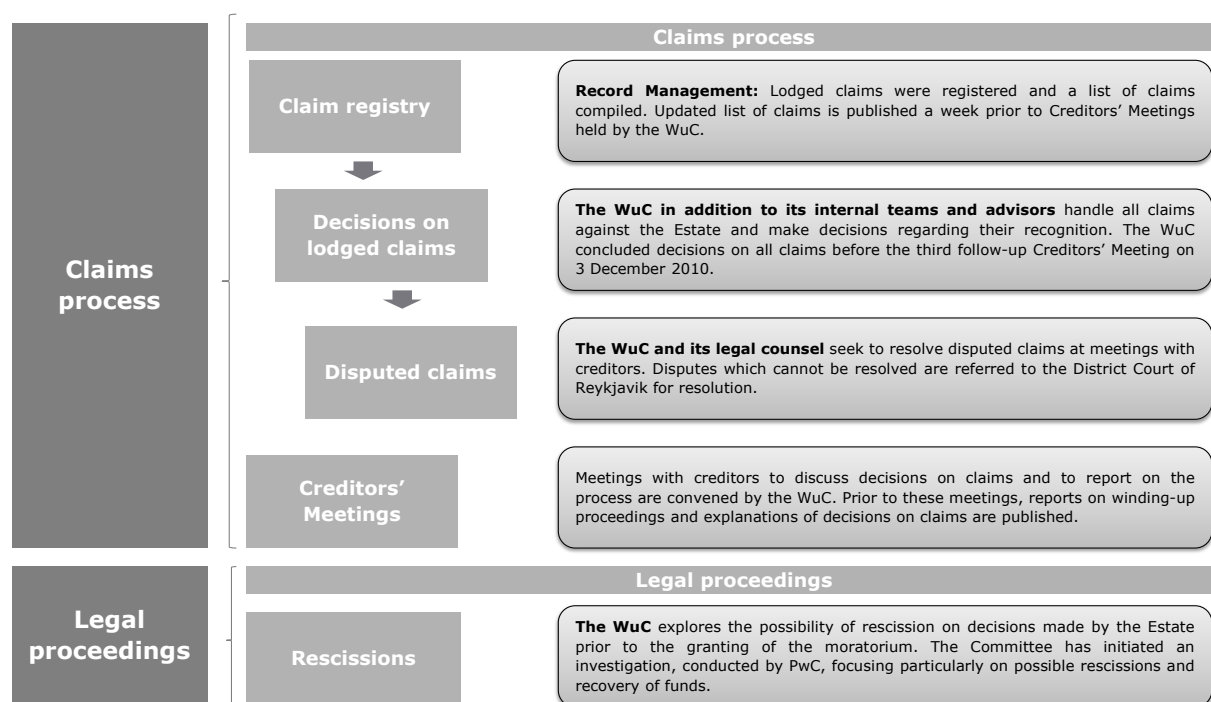 Claims process
Claims
process
Claim registry
Record Management: Lodged claims were registered and a list of claims
compiled. Updated list of claims is published a week prior to Creditors’ Meetings
held by the WuC.
Decisions on
lodged claims
The WuC in addition to its internal teams and advisors handle all claims
against the Estate and make decisions regarding their recognition. The WuC
concluded decisions on all claims before the third follow-up Creditors’ Meeting on
3 December 2010.
Disputed claims
The WuC and its legal counsel seek to resolve disputed claims at meetings with
creditors. Disputes which cannot be resolved are referred to the District Court of
Reykjavik for resolution.
Creditors’
Meetings
Meetings with creditors to discuss decisions on claims and to report on the
process are convened by the WuC. Prior to these meetings, reports on winding-up
proceedings and explanations of decisions on claims are published.
Legal proceedings
Legal
proceedings
Rescissions
The WuC explores the possibility of rescission on decisions made by the Estate
prior to the granting of the moratorium. The Committee has initiated an
investigation, conducted by PwC, focusing particularly on possible rescissions and
recovery of funds.